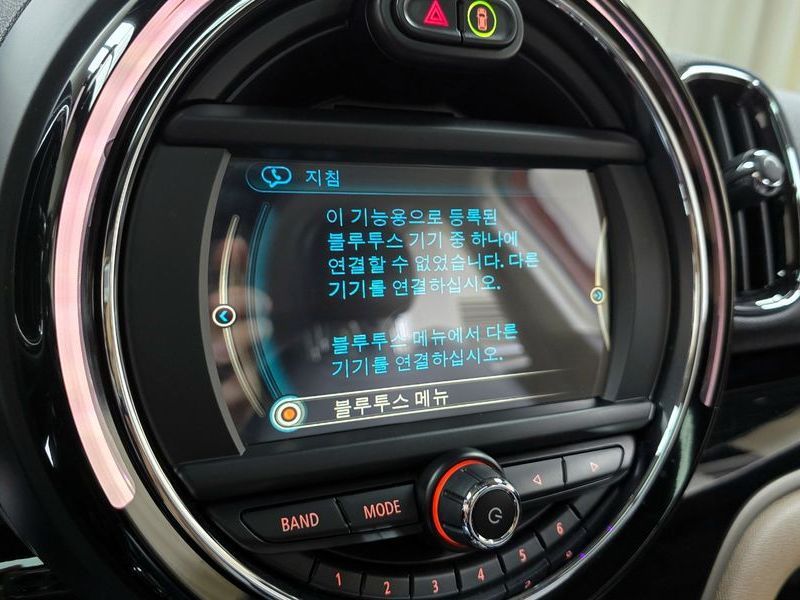 지침
이 기능용으로 등록된
블루투스 기기 중 하나에
연결할 수 없었습니다. 다른
기기를 연결하십시오.
블루투스 메뉴에서 다른
기기를 연결하십시오.
블루투스 메뉴
BAND MODE
1 2 3 4 5 6